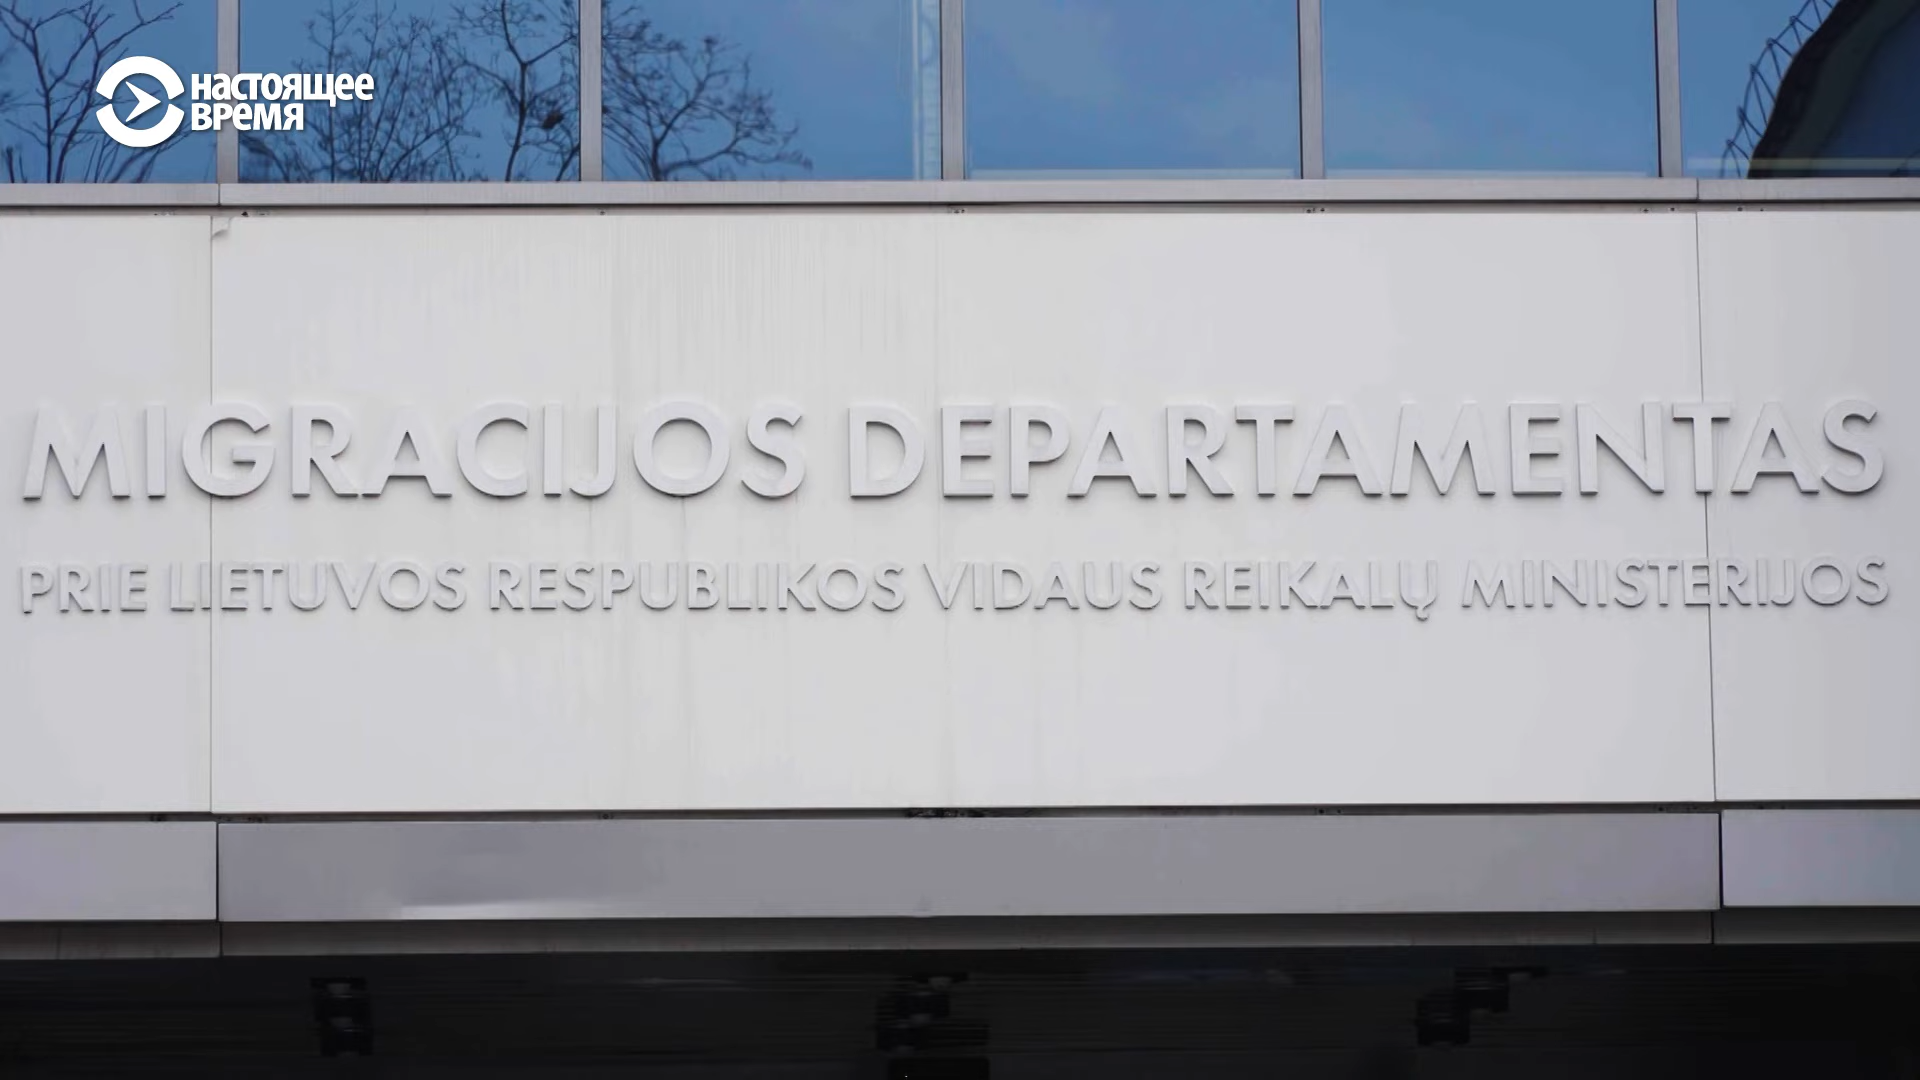 настоящее
время
MIGRACIJOS DEPARTAMENTAS
PRIE LIETUVOS RESPUBLIKOS VIDAUS REIKALŲ MINISTERIJOS